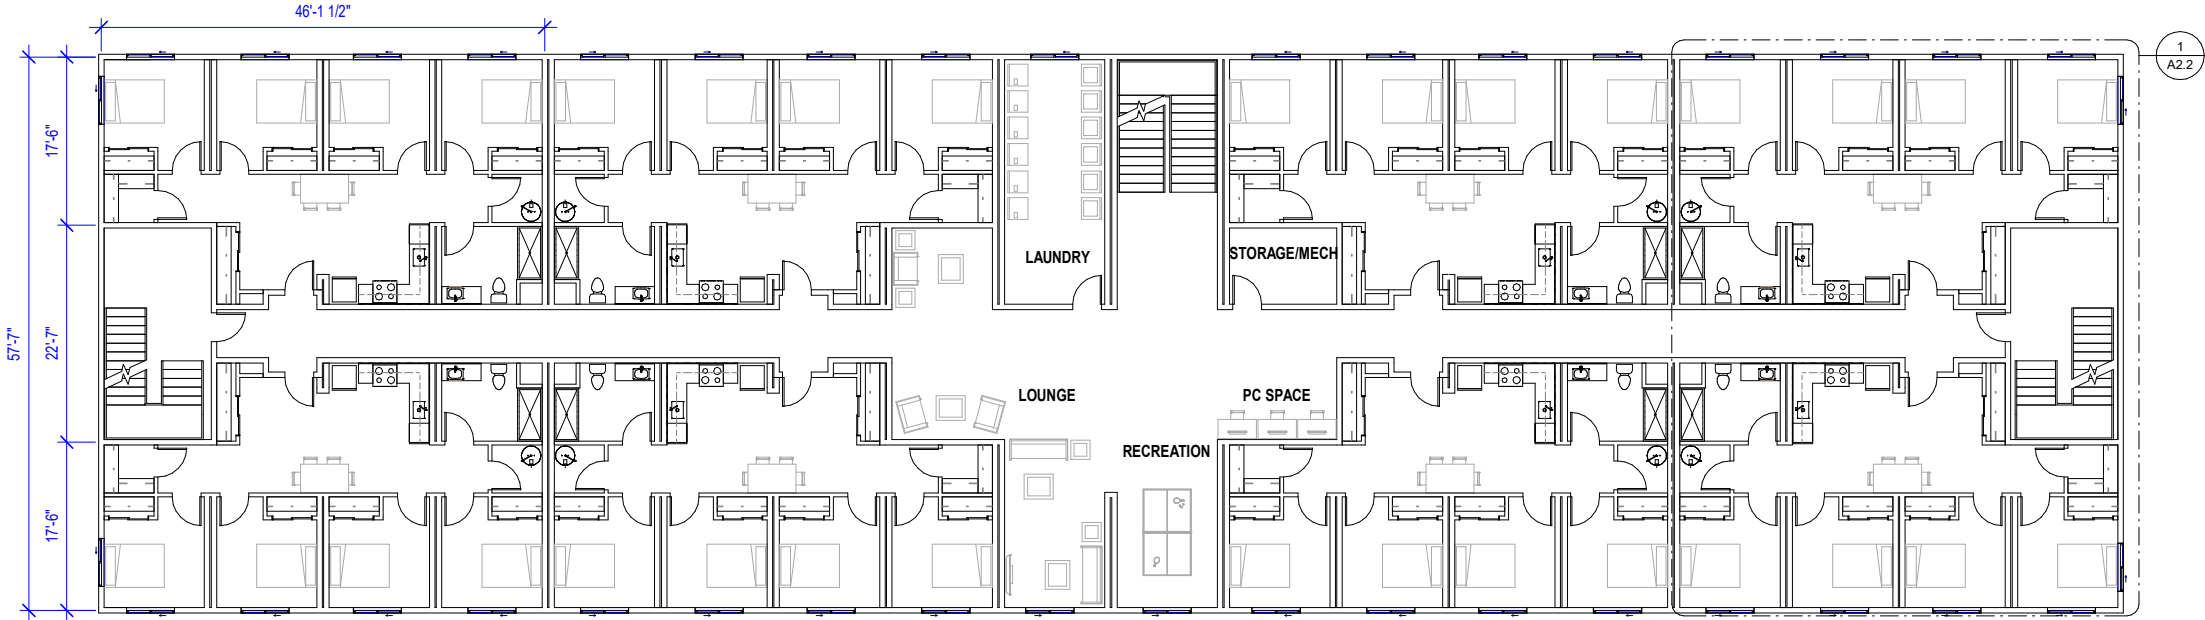 46'-1 1/2"
1
A2.2
17'-6"
LAUNDRY
STORAGE/MECH
57'-7"
22'-7"
LOUNGE
PC SPACE
RECREATION
17'-6"